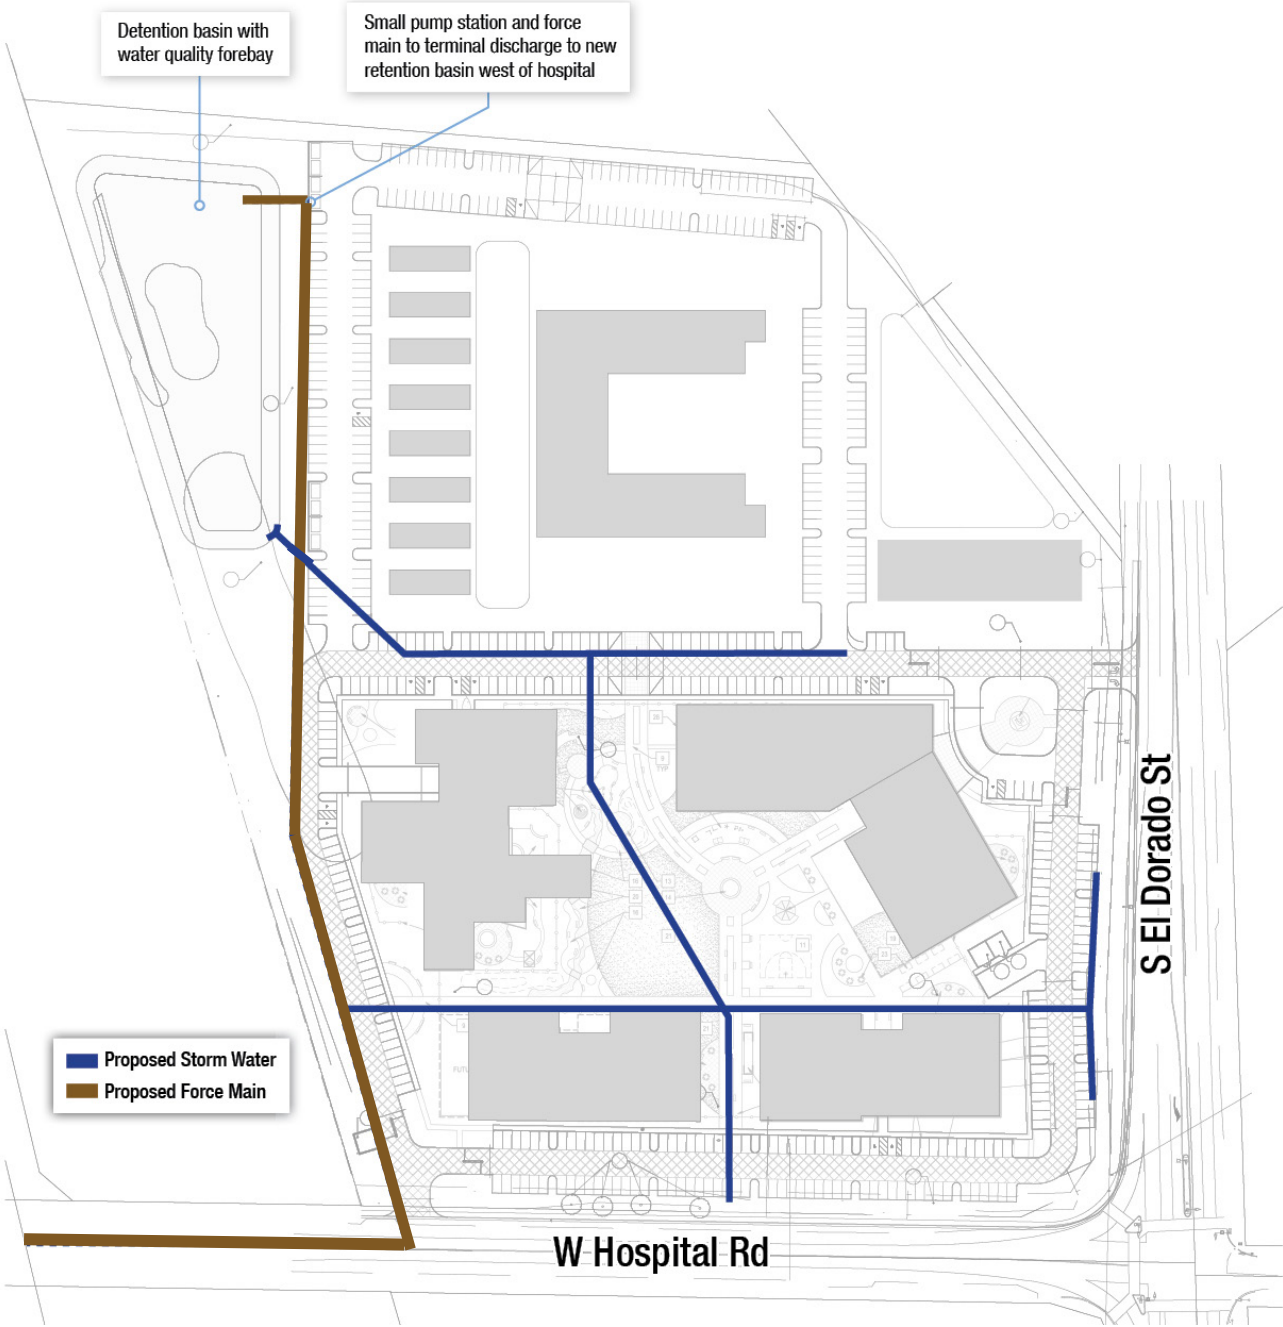 Detention basin with
water quality forebay
Small pump station and force
main to terminal discharge to new
retention basin west of hospital
S El Dorado St
Proposed Storm Water
Proposed Force Main
W Hospital Rd